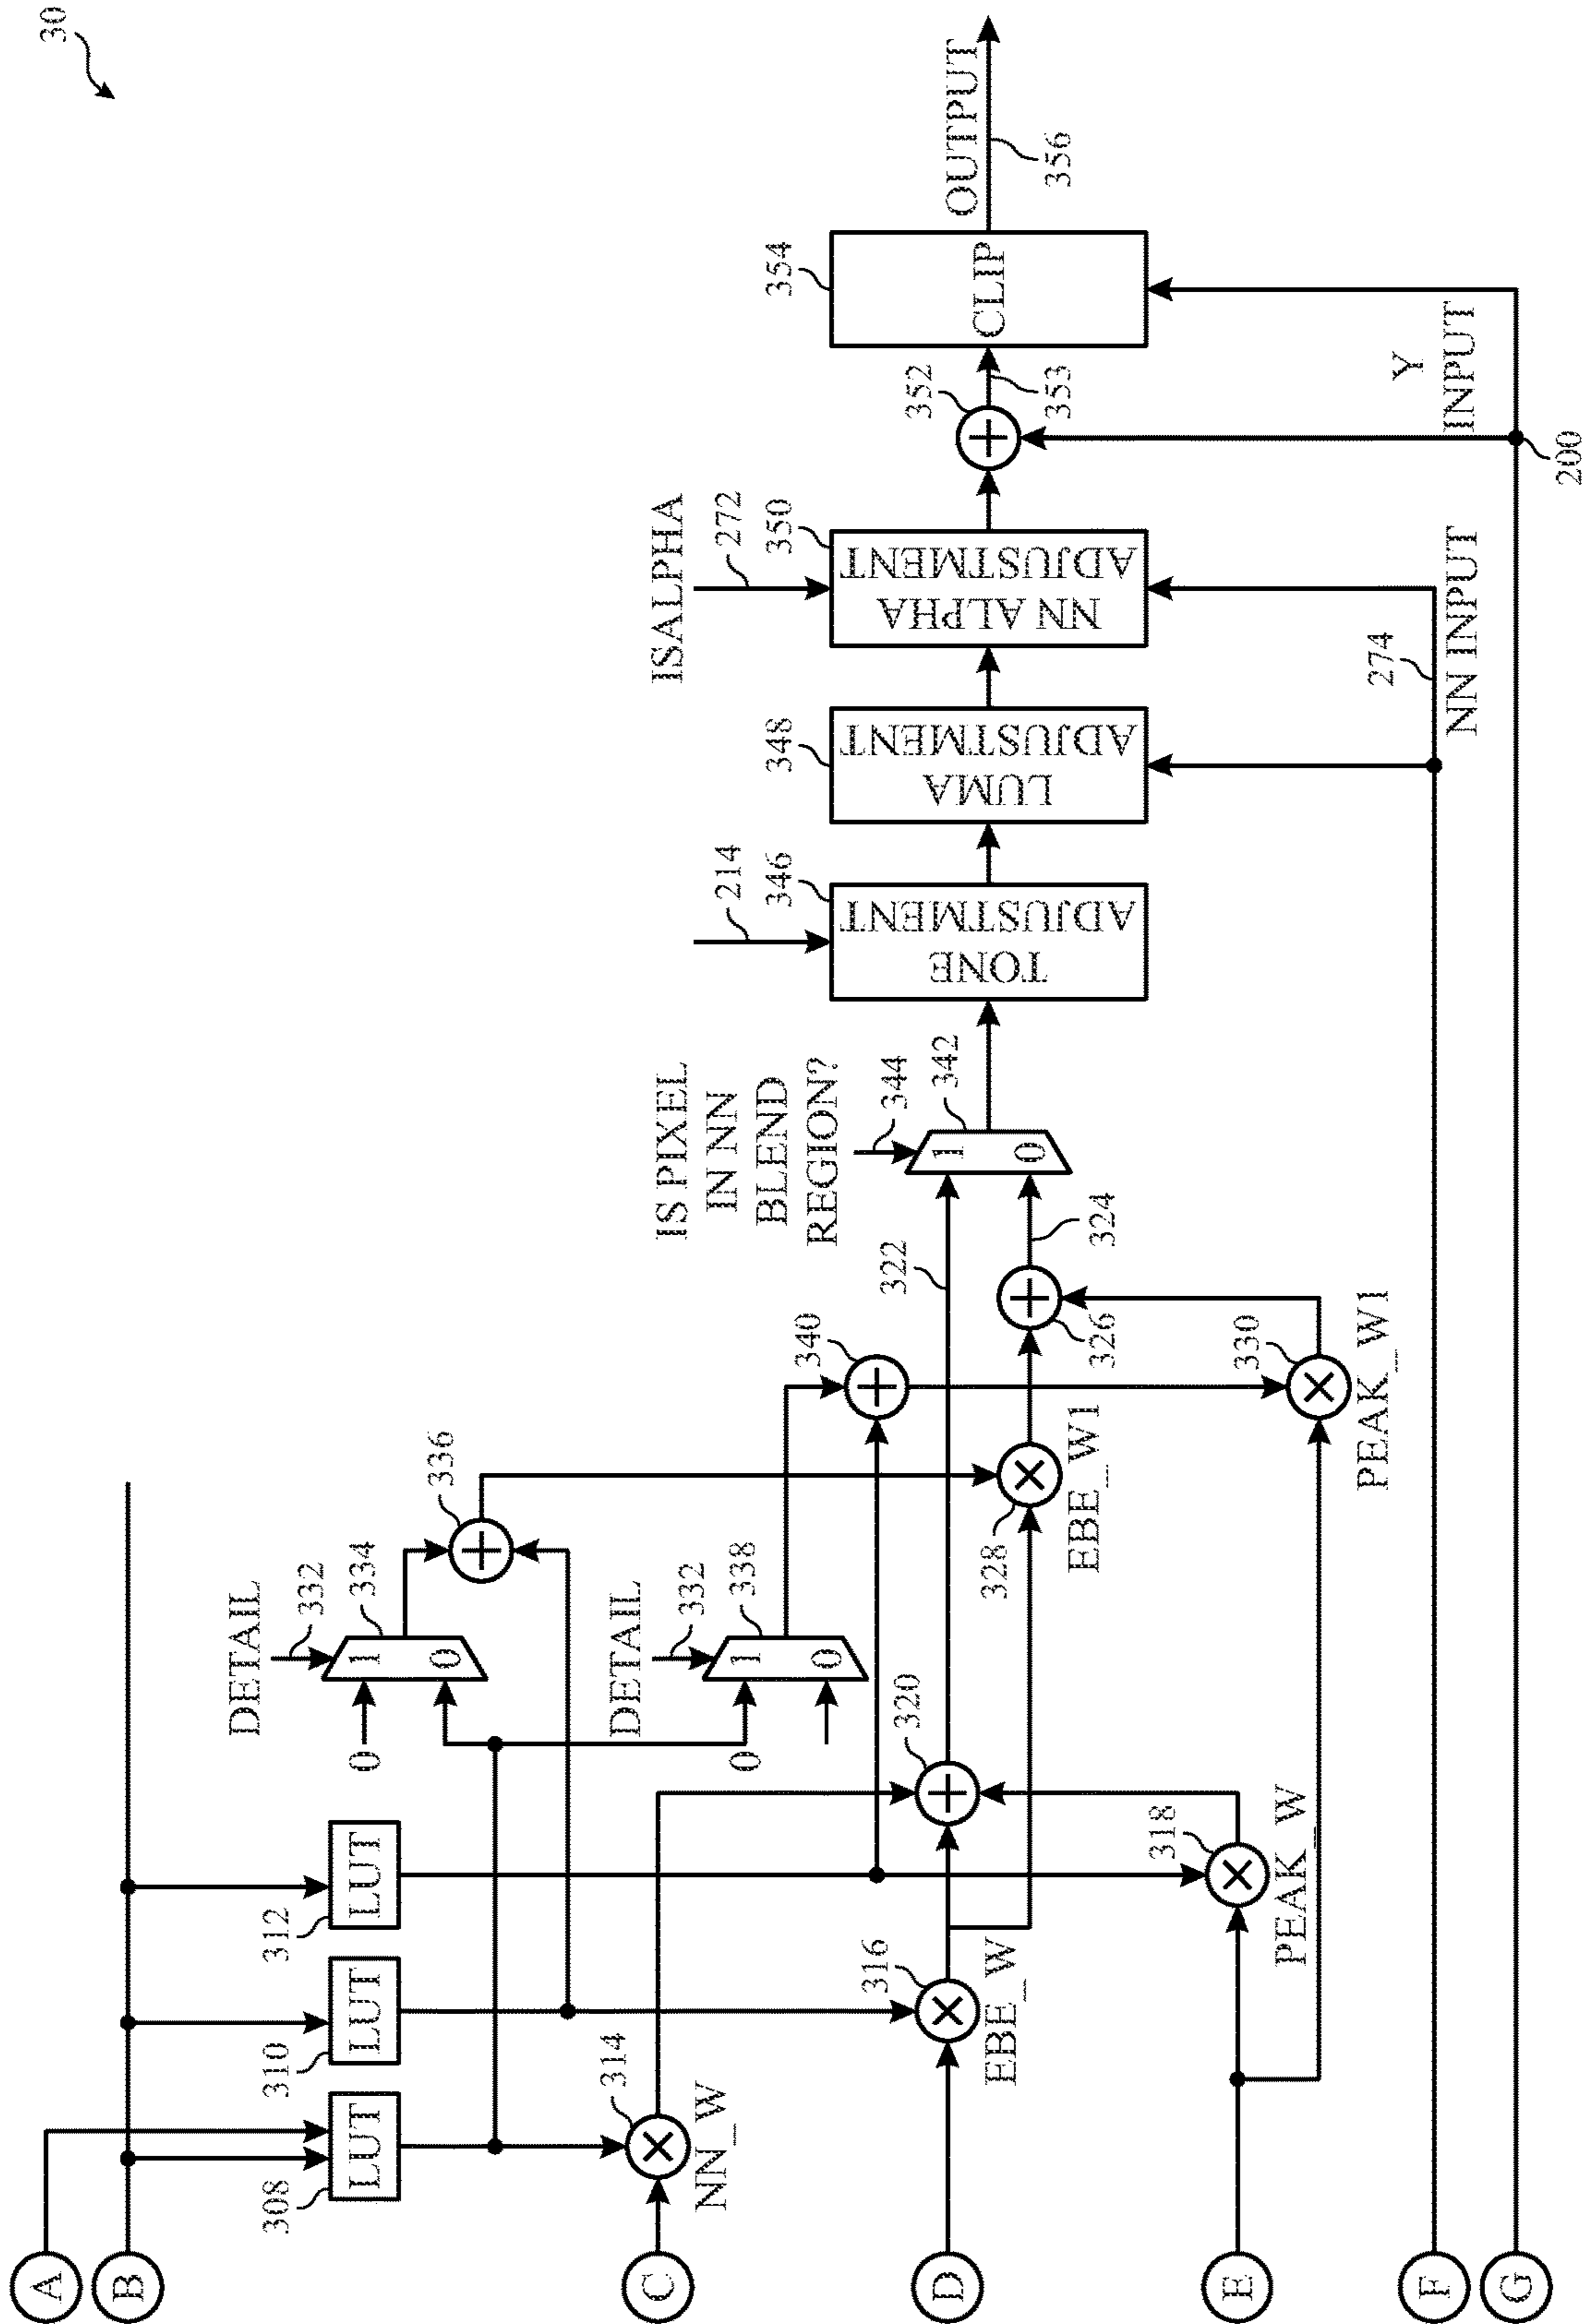 30
A
B
C
D
E
F
G
308
LUT
310
LUT
312
LUT
314
NN_W
316
EBE_W
318
PEAK_W
320
322
DETAIL
332
334
0
1
0
336
DETAIL
332
338
0
1
0
340
328
EBE_W1
326
324
330
PEAK_W1
IS PIXEL
IN NN
BLEND
REGION?
344
342
1
0
214
346
TONE
ADJUSTMENT
348
LUMA
ADJUSTMENT
ISALPHA
272
350
NN ALPHA
ADJUSTMENT
274
NN INPUT
352
353
Y
INPUT
200
354
CLIP
OUTPUT
356